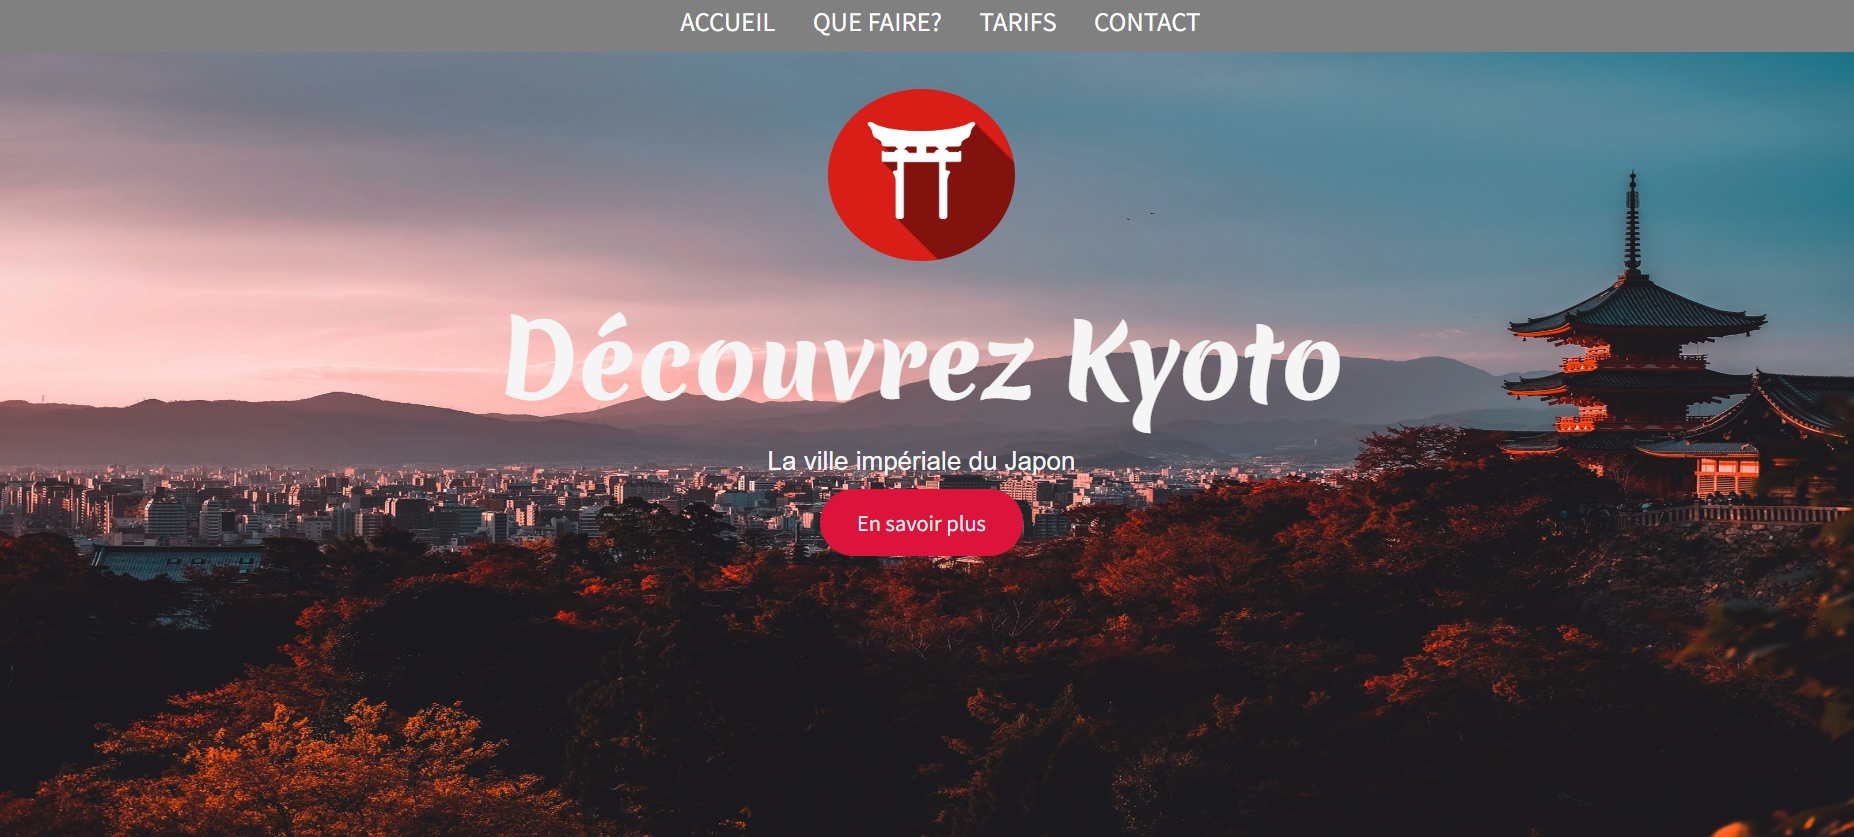 ACCUEIL QUE FAIRE? TARIFS CONTACT
Découvrez Kyoto
La ville impériale du Japon
En savoir plus